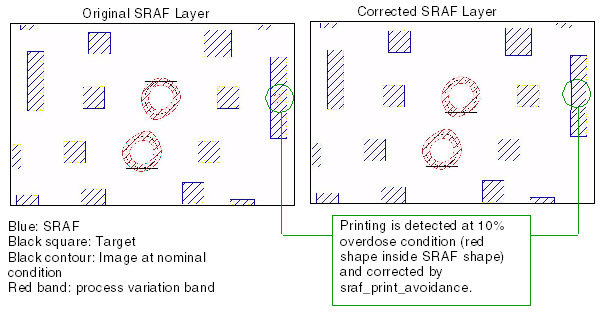 Original SRAF Layer
Corrected SRAF Layer
Blue: SRAF
Black square: Target
Black contour: Image at nominal
condition
Red band: process variation band
Printing is detected at 10%
overdose condition (red
shape inside SRAF shape)
and corrected by
sraf_print_avoidance.